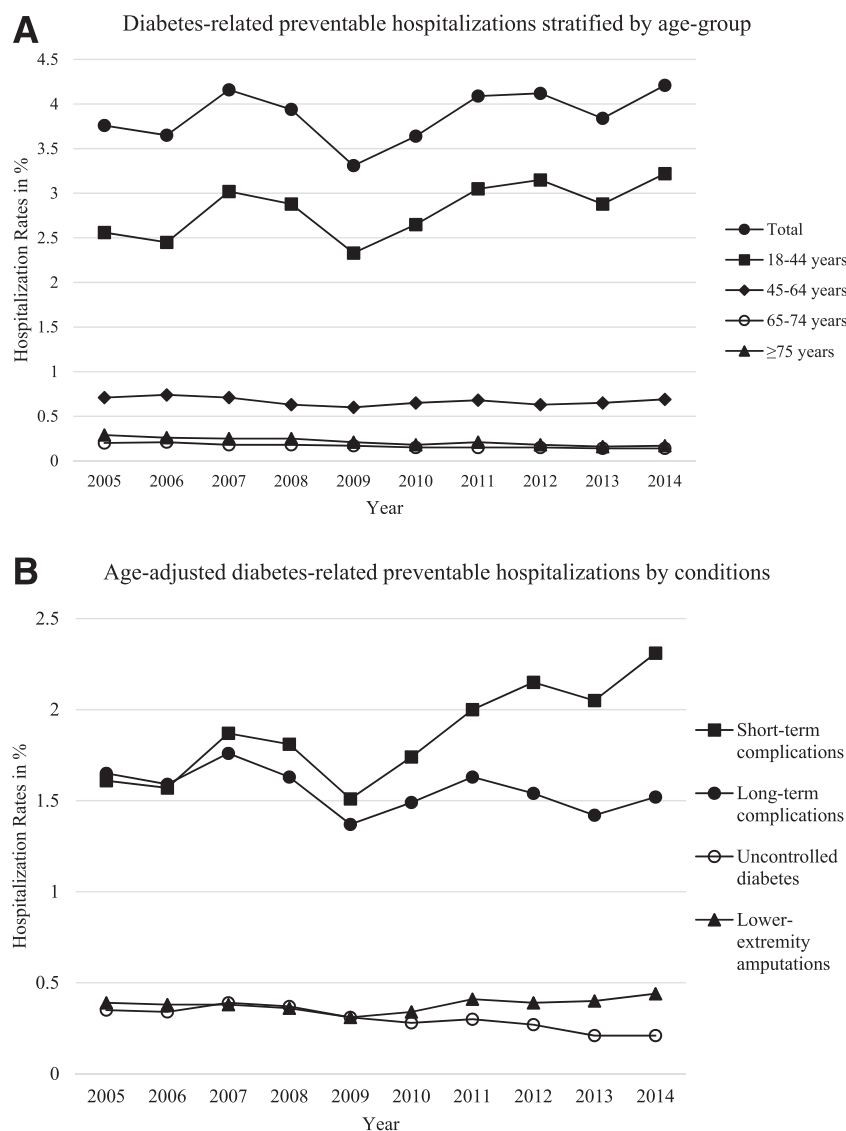 A
Diabetes-related preventable hospitalizations stratified by age-group
Hospitalization Rates in %
4.5
4
3.5
3
2.5
2
1.5
1
0.5
0
2005 2006 2007 2008 2009 2010 2011 2012 2013 2014
Year
Total
18-44 years
45-64 years
65-74 years
≥75 years
B
Age-adjusted diabetes-related preventable hospitalizations by conditions
Hospitalization Rates in %
2.5
2
1.5
1
0.5
0
2005 2006 2007 2008 2009 2010 2011 2012 2013 2014
Year
Short-term
complications
Long-term
complications
Uncontrolled
diabetes
Lower-
extremity
amputations